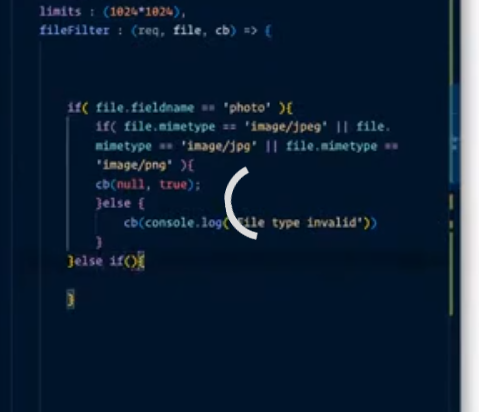 limits : (1024*1024),
fileFilter : (req, file, cb) => {
if( file.fieldname == 'photo' ){
if( file.mimetype == 'image/jpeg' || file.
mimetype == 'image/jpg' || file.mimetype ==
'image/png' ){
cb(null, true);
}else {
cb(console.log("File type invalid"))
}
}else if(){
}